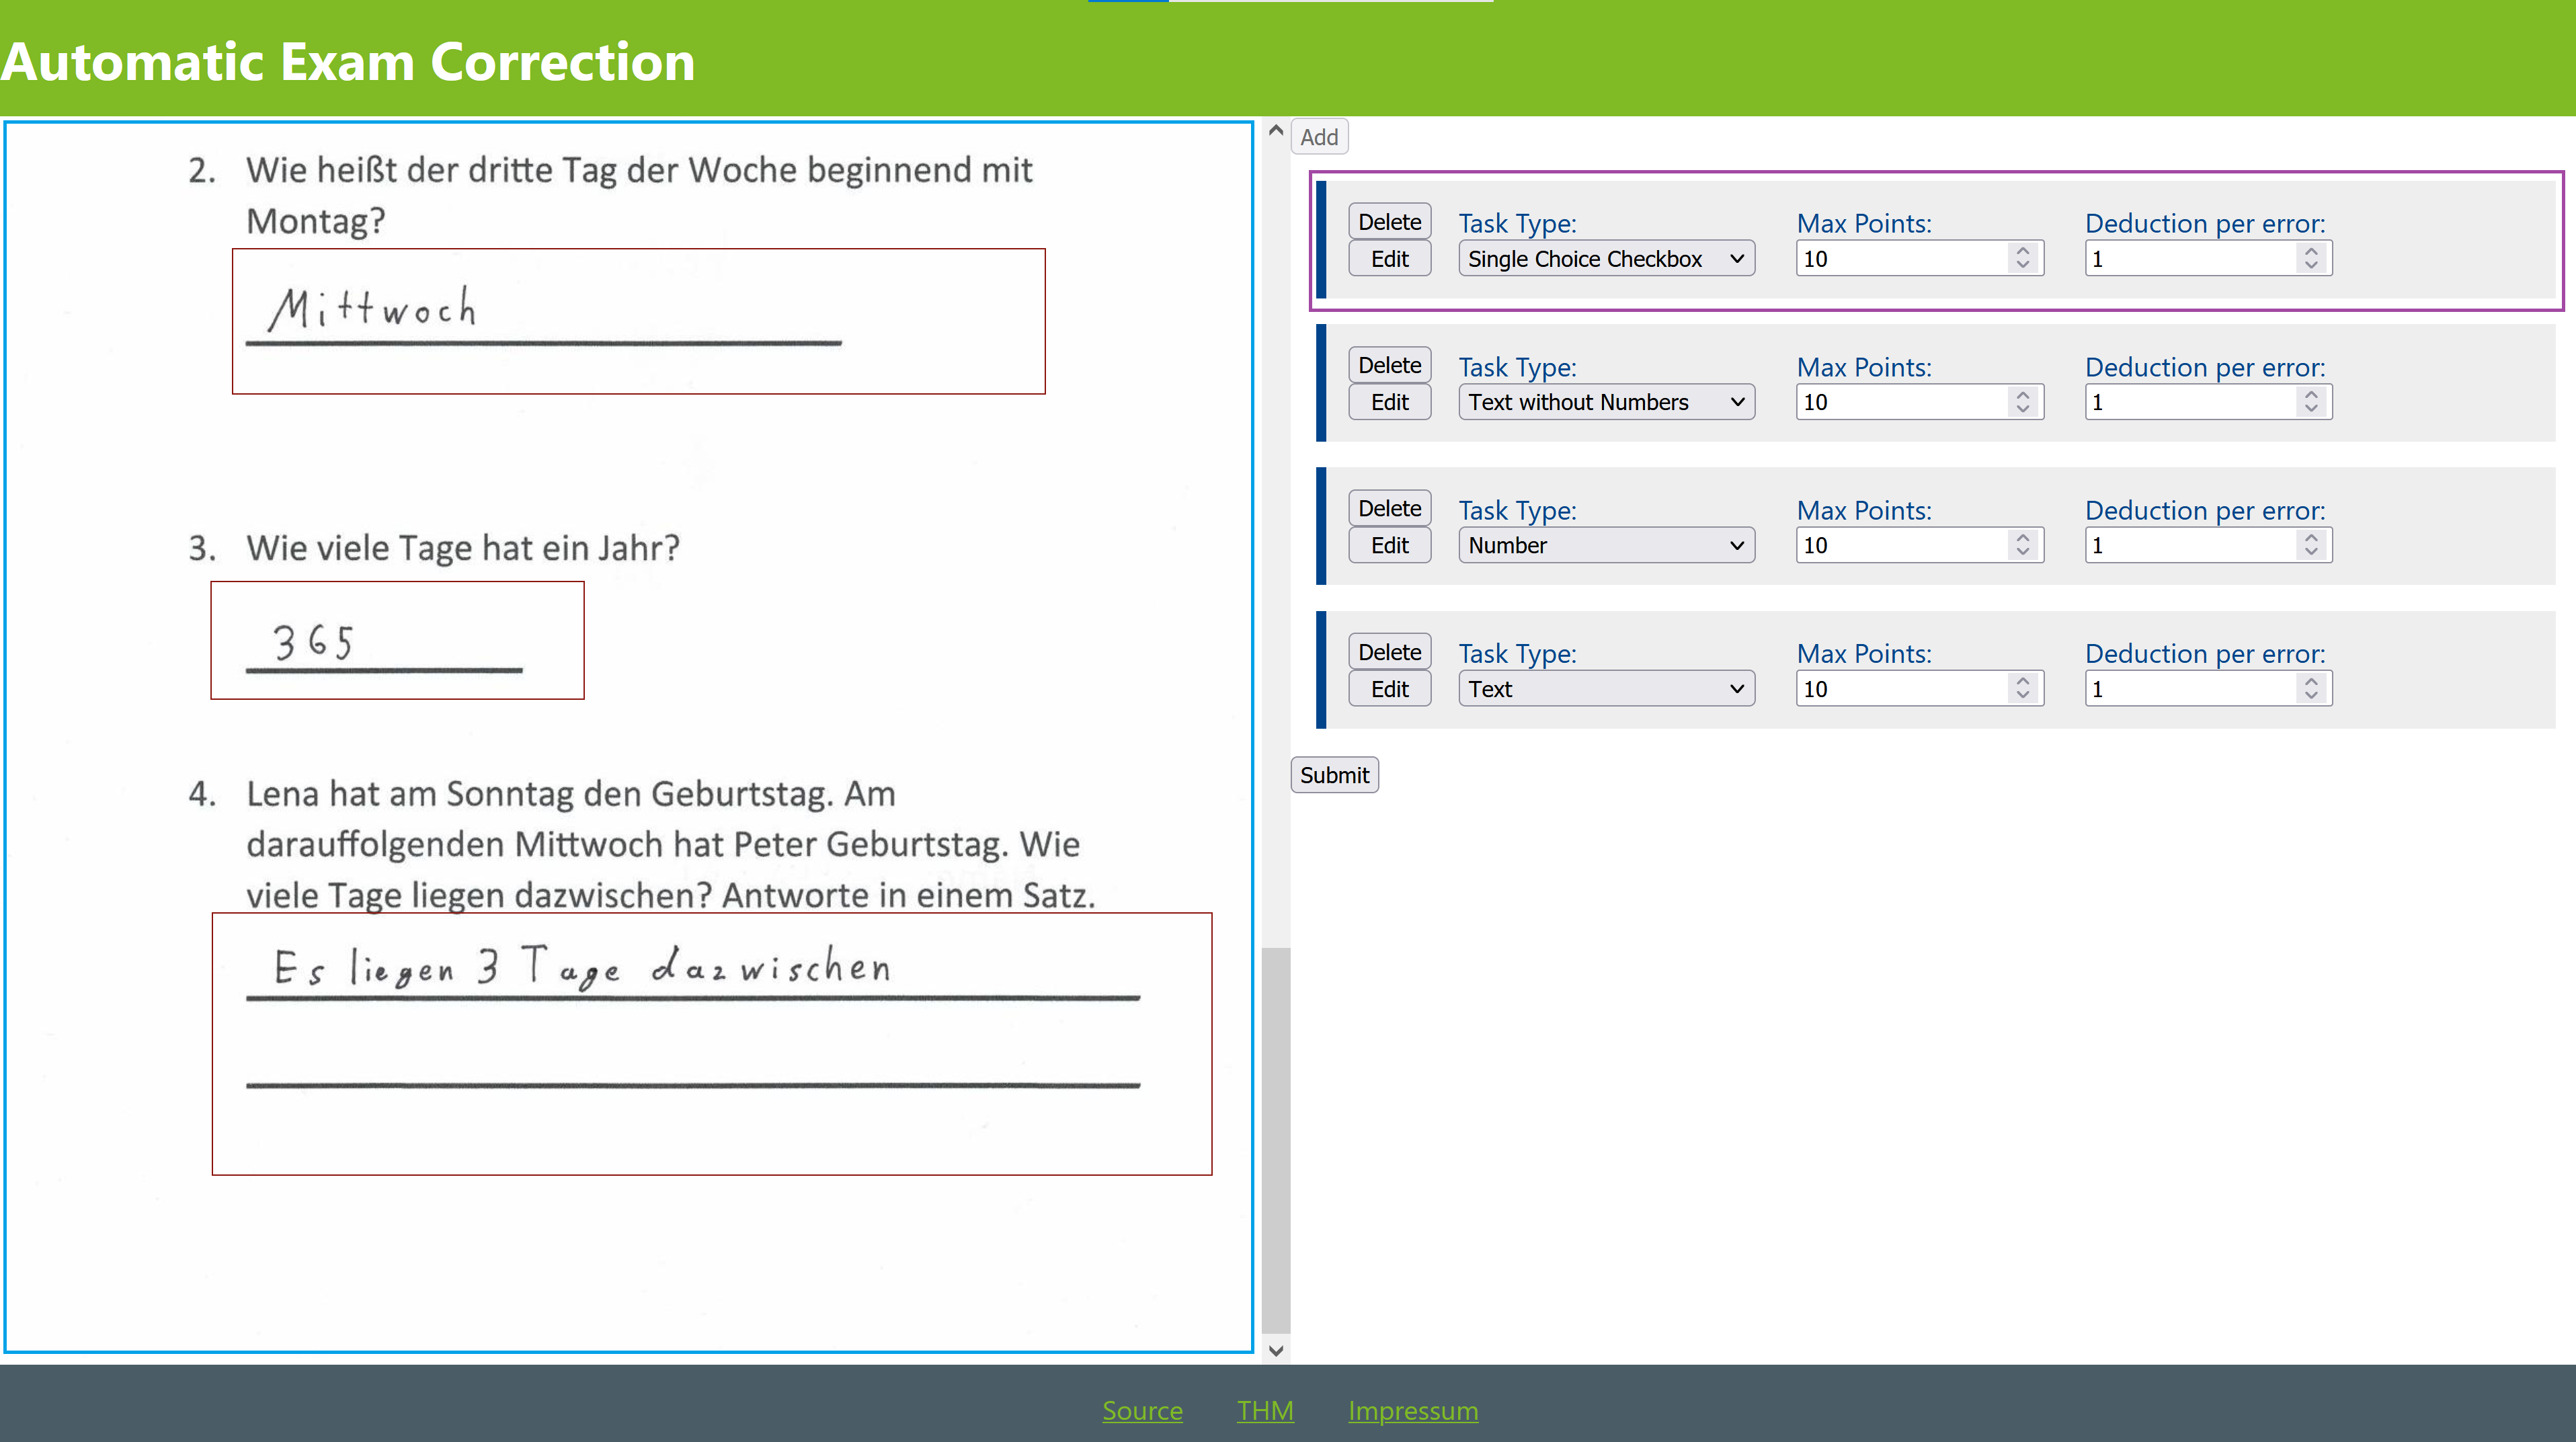 Automatic Exam Correction
2. Wie heißt der dritte Tag der Woche beginnend mit
Montag?
Mittwoch
3. Wie viele Tage hat ein Jahr?
365
4. Lena hat am Sonntag den Geburtstag. Am
darauffolgenden Mittwoch hat Peter Geburtstag. Wie
viele Tage liegen dazwischen? Antworte in einem Satz.
Es liegen 3 Tage dazwischen
Add
Delete Task Type: Max Points: Deduction per error:
Edit Single Choice Checkbox 10 1
Delete Task Type: Max Points: Deduction per error:
Edit Text without Numbers 10 1
Delete Task Type: Max Points: Deduction per error:
Edit Number 10 1
Delete Task Type: Max Points: Deduction per error:
Edit Text 10 1
Submit
Source THM Impressum